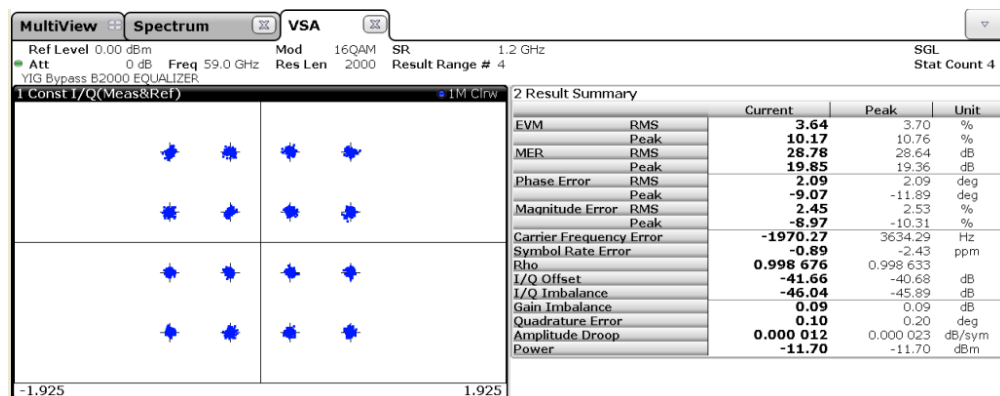 MultiView Spectrum VSA
Ref Level 0.00 dBm Mod 16QAM SR 1.2 GHz SGL
Att 0 dB Freq 59.0 GHz Res Len 2000 Result Range # 4 Stat Count 4
YIG Bypass B2000 EQUALIZER
1 Const I/Q(Meas&Ref) 1M Clrw
-1.925 1.925
2 Result Summary
Current Peak Unit
EVM RMS 3.64 3.70 %
Peak 10.17 10.76 %
MER RMS 28.78 28.64 dB
Peak 19.85 19.36 dB
Phase Error RMS 2.09 2.09 deg
Peak -9.07 -11.89 deg
Magnitude Error RMS 2.45 2.53 %
Peak -8.97 -10.31 %
Carrier Frequency Error -1970.27 3634.29 Hz
Symbol Rate Error -0.89 -2.43 ppm
Rho 0.998 676 0.998 633
I/Q Offset -41.66 -40.68 dB
I/Q Imbalance -46.04 -45.89 dB
Gain Imbalance 0.09 0.09 dB
Quadrature Error 0.10 0.20 deg
Amplitude Droop 0.000 012 0.000 023 dB/sym
Power -11.70 -11.70 dBm